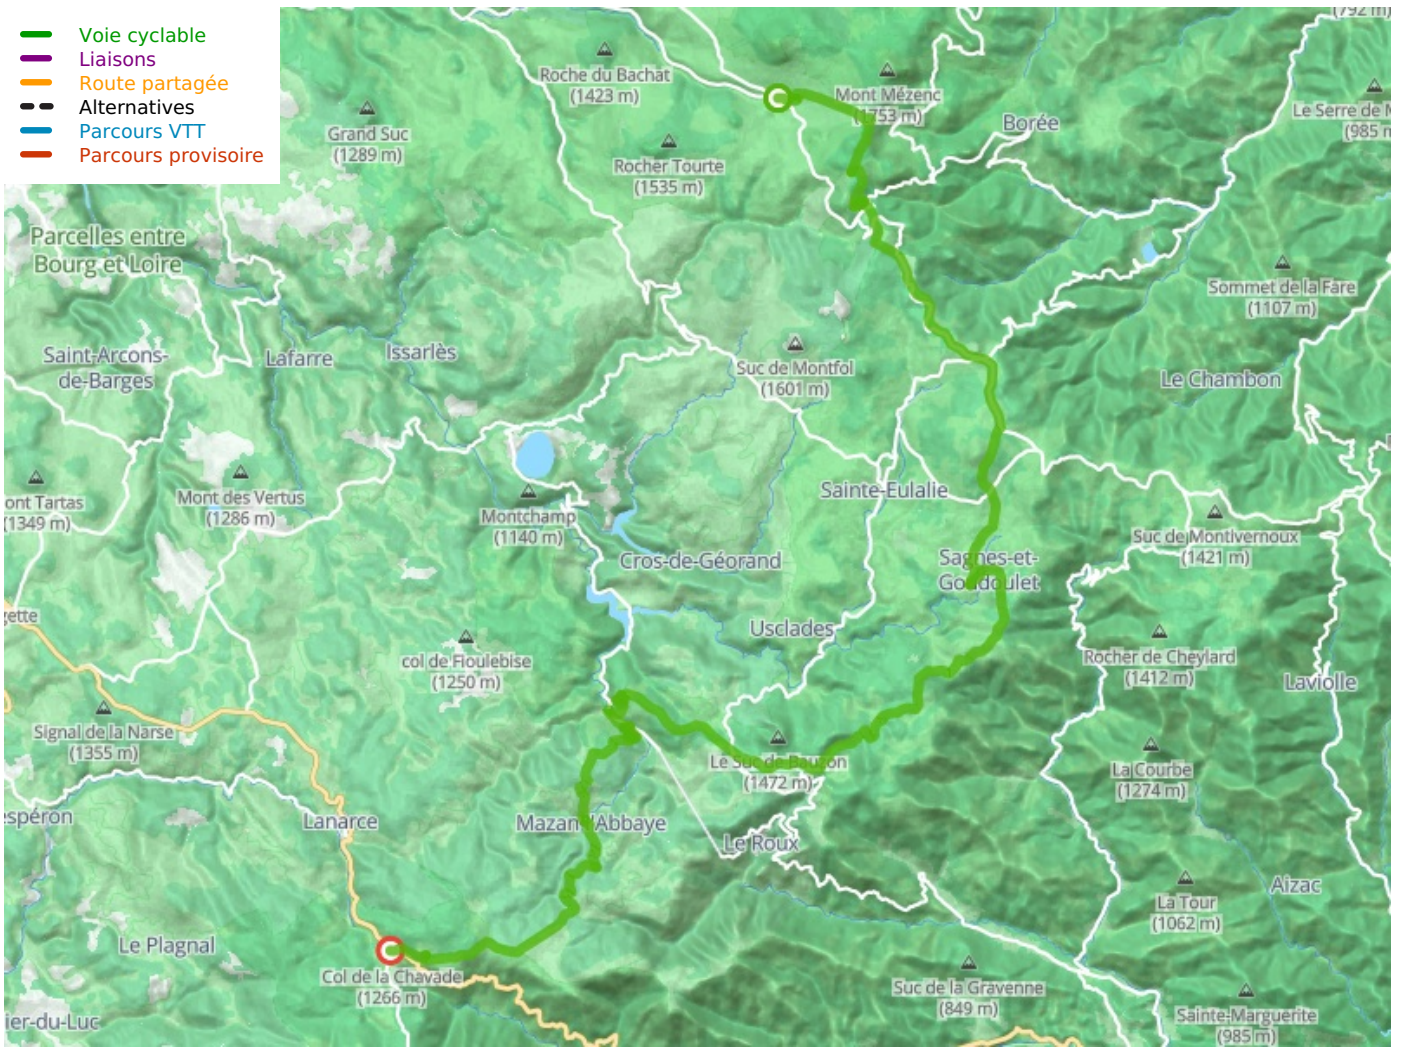 Voie cyclable
Liaisons
Route partagée
Alternatives
Parcours VTT
Parcours provisoire
(792 m)
Roche du Bachat
(1423 m)
Mont Mézenc
(1753 m)
Le Serre de
(985 m
Grand Suc
(1289 m)
Borée
Rocher Tourte
(1535 m)
Parcelles entre
Bourg et Loire
Sommet de la Fare
(1107 m)
Saint-Arcons-
de-Barges
Lafarre
Issarlès
Suc de Montfol
(1601 m)
Le Chambon
ont Tartas
(1349 m)
Mont des Vertus
(1286 m)
Montchamp
(1140 m)
Sainte-Eulalie
Suc de Montivernoux
(1421 m)
Cros-de-Géorand
Sagnes-et-
Goudoulet
gette
Usclades
col de Fioulebise
(1250 m)
Rocher de Cheylard
(1412 m)
Laviolle
Signal de la Narse
(1355 m)
Le Suc de Bauzon
(1472 m)
La Courbe
(1274 m)
espéron
Lanarce
Mazan-l'Abbaye
Le Roux
La Tour
(1062 m)
Aizac
Le Plagnal
Col de la Chavade
(1266 m)
Suc de la Gravenne
(849 m)
Sainte-Marguerite
(985 m)
ier-du-Luc